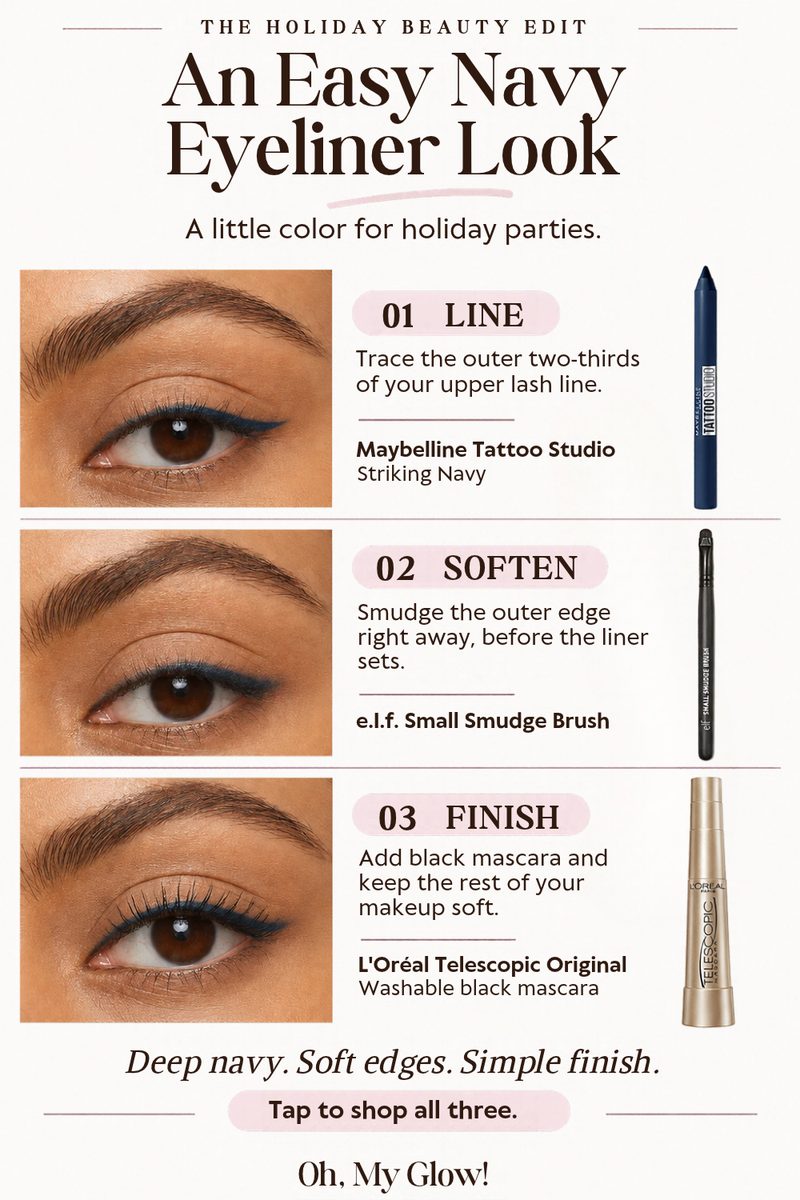 THE HOLIDAY BEAUTY EDIT
An Easy Navy
Eyeliner Look
A little color for holiday parties.
01 LINE
Trace the outer two-thirds
of your upper lash line.
Maybelline Tattoo Studio
Striking Navy
MAYBELLINE
TATTOO STUDIO
02 SOFTEN
Smudge the outer edge
right away, before the liner
sets.
e.l.f. Small Smudge Brush
elf SMALL SMUDGE BRUSH
03 FINISH
Add black mascara and
keep the rest of your
makeup soft.
L'Oréal Telescopic Original
Washable black mascara
L'ORÉAL
PARIS
TELESCOPIC
MASCARA
Deep navy. Soft edges. Simple finish.
Tap to shop all three.
Oh, My Glow!